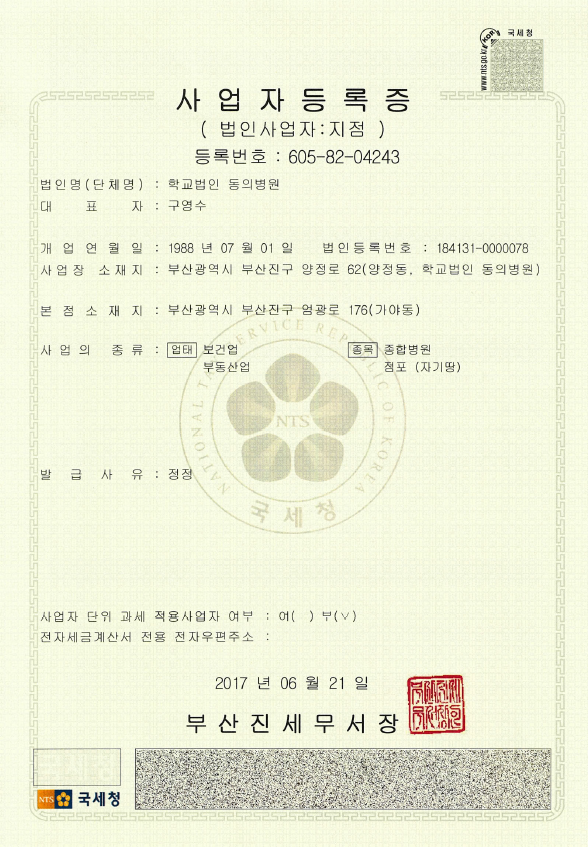 국세청
www.nts.go.kr
사업자등록증
( 법인사업자:지점 )
등록번호 : 605-82-04243
법인명(단체명) : 학교법인 동의병원
대 표 자 : 구영수
개 업 연 월 일 : 1988 년 07 월 01 일 법인등록번호 : 184131-0000078
사업장 소재지 : 부산광역시 부산진구 양정로 62(양정동, 학교법인 동의병원)
본 점 소 재 지 : 부산광역시 부산진구 엄광로 176(가야동)
사업의 종류 : 업태 보건업 종목 종합병원
부동산업 점포 (자기땅)
NATIONAL TAX SERVICE REPUBLIC OF KOREA
NTS
국세청
발 급 사 유 : 정정
사업자 단위 과세 적용사업자 여부 : 여( )부(∨)
전자세금계산서 전용 전자우편주소 :
2017 년 06 월 21 일
부산진세무서장
NTS 국세청